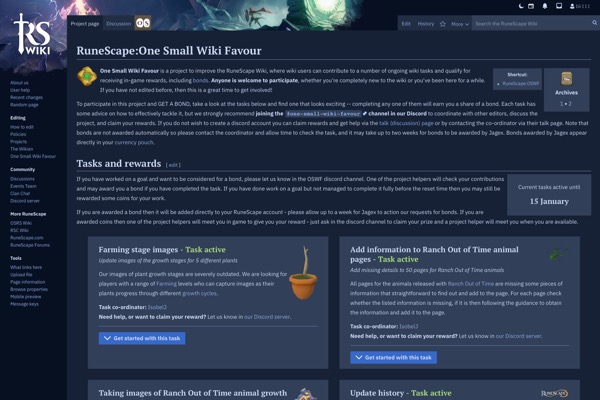 RS
WIKI
Project page
Discussion
OS
Edit
History
More
Search the RuneScape Wiki
RuneScape:One Small Wiki Favour
One Small Wiki Favour is a project to improve the RuneScape Wiki, where wiki users can contribute to a number of ongoing wiki tasks and qualify for
receiving in-game rewards, including bonds. Anyone is welcome to participate, whether you're completely new to the wiki or you've been here for a while.
If you have not edited before, then this is a great time to get involved!
Shortcut:
RuneScape:OSWF
Archives
1 • 2
To participate in this project and GET A BOND, take a look at the tasks below and find one that looks exciting -- completing any one of them will earn you a share of a bond. Each task has
some advice on how to effectively tackle it, but we strongly recommend joining the #one-small-wiki-favour channel in our Discord to coordinate with other editors, discuss the
project, and claim your rewards. If you do not wish to create a discord account you can claim rewards and get help via the talk (discussion) page or by contacting the co-ordinator via their talk page. Note that
bonds are not awarded automatically so please contact the coordinator and allow time to check the task, and it may take up to two weeks for bonds to be awarded by Jagex. Bonds awarded by Jagex appear
directly in your currency pouch.
Tasks and rewards [ edit ]
If you have worked on a goal and want to be considered for a bond, please let us know in the OSWF discord channel. One of the project helpers will check your contributions
and may award you a bond if you have completed the task. If you have done work on a goal but not managed to complete it fully before the reset time then you may still be
rewarded some coins for your work.
If you are awarded a bond then it will be added directly to your RuneScape account - please allow up to a week for Jagex to action our requests for bonds. If you are
awarded coins then one of the project helpers will meet you in game to give you your reward - just ask in the discord channel to claim your prize and a project helper will meet you when you are available.
Current tasks active until
15 January
Farming stage images - Task active
Update images of the growth stages for 5 different plants
Our images of plant growth stages are severely outdated. We are looking for
players with a range of Farming levels who can capture images as their
plants progress through different growth cycles.
Task co-ordinator: Isobel
Need help, or want to claim your reward? Let us know in our Discord server.
Get started with this task
Add information to Ranch Out of Time animal
pages - Task active
Add missing details to 50 pages for Ranch Out of Time animals
All pages for the animals released with Ranch Out of Time are missing some pieces of
information that straightforward to find out and add to the page. For each page check
whether the listed information is missing, if it is then following the guidance to obtain
the information and add it to the page.
Task co-ordinator: Isobel
Need help, or want to claim your reward? Let us know in our Discord server.
Get started with this task
Taking images of Ranch Out of Time animal growth
Update history - Task active
RuneScape
About us
User help
Recent changes
Random page
Editing
How to edit
Policies
Projects
The Wikian
One Small Wiki Favour
Community
Discussions
Events Team
Clan Chat
Discord server
More RuneScape
OSRS Wiki
RSC Wiki
RuneScape.com
RuneScape Forums
Tools
What links here
Upload file
Page information
Browse properties
Mobile preview
Message keys